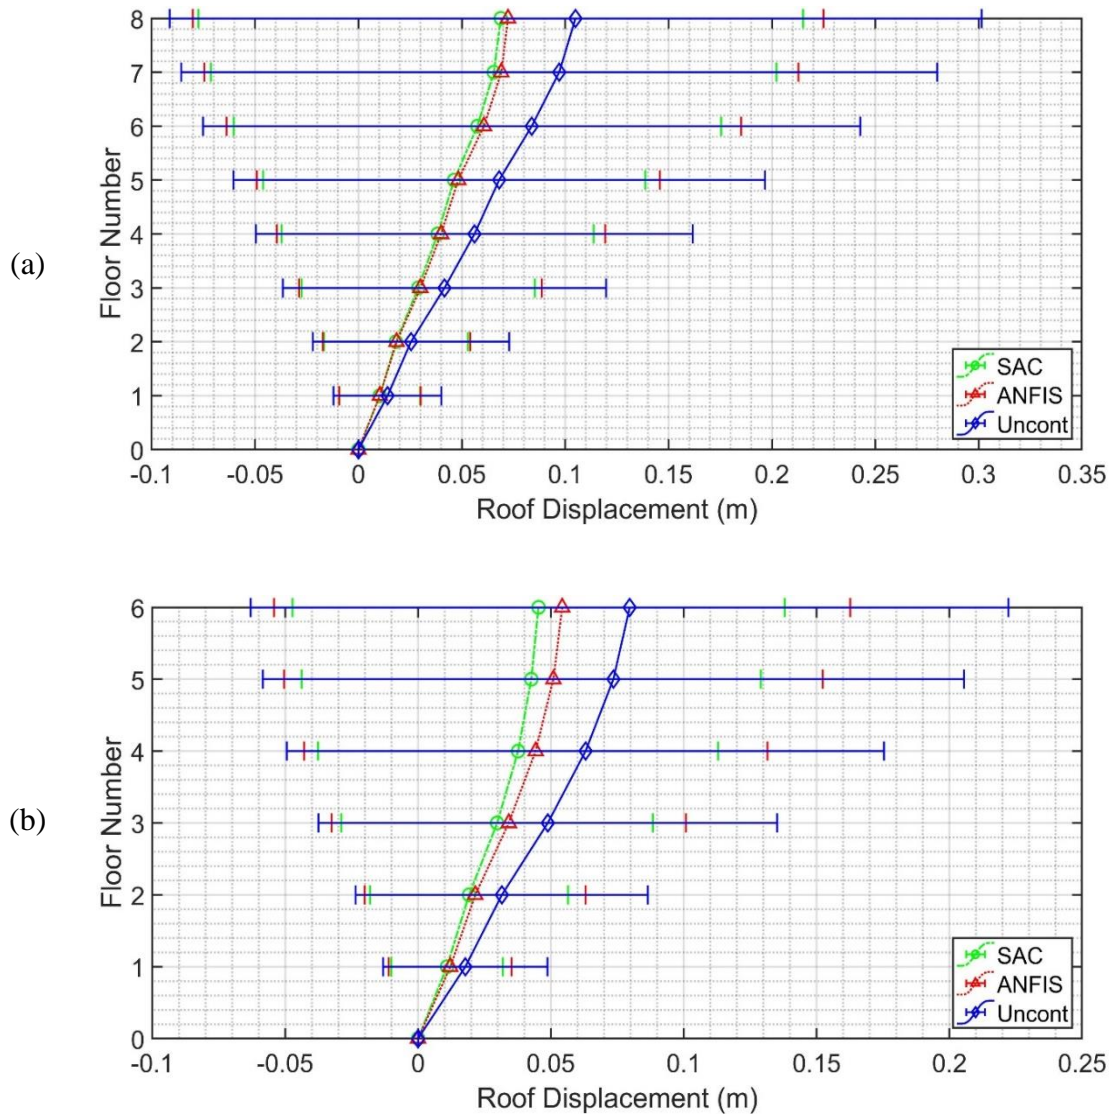 (a)
Floor Number
8
7
6
5
4
3
2
1
0
-0.1 -0.05 0 0.05 0.1 0.15 0.2 0.25 0.3 0.35
Roof Displacement (m)
SAC
ANFIS
Uncont
(b)
Floor Number
6
5
4
3
2
1
0
-0.1 -0.05 0 0.05 0.1 0.15 0.2 0.25
Roof Displacement (m)
SAC
ANFIS
Uncont